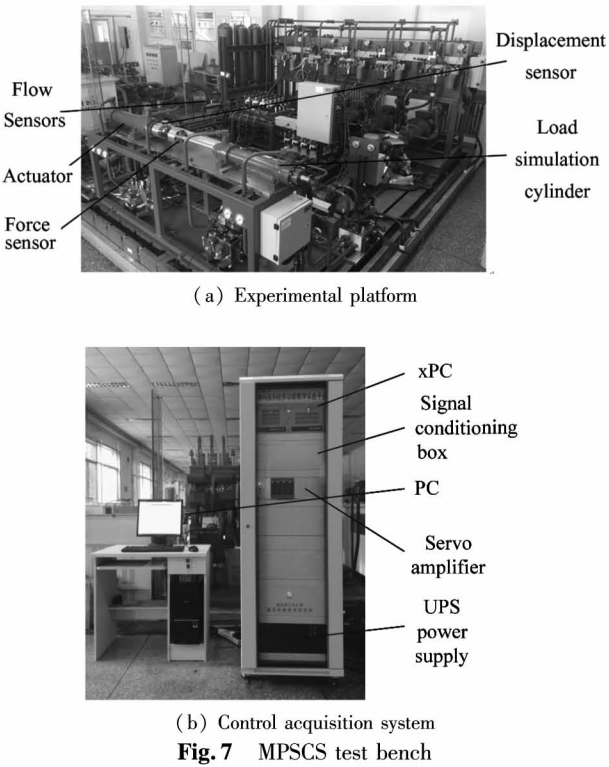 Displacement
sensor
Flow
Sensors
Load
simulation
cylinder
Actuator
Force
sensor
(a) Experimental platform
xPC
Signal
conditioning
box
PC
Servo
amplifier
UPS
power
supply
(b) Control acquisition system
Fig.7 MPSCS test bench